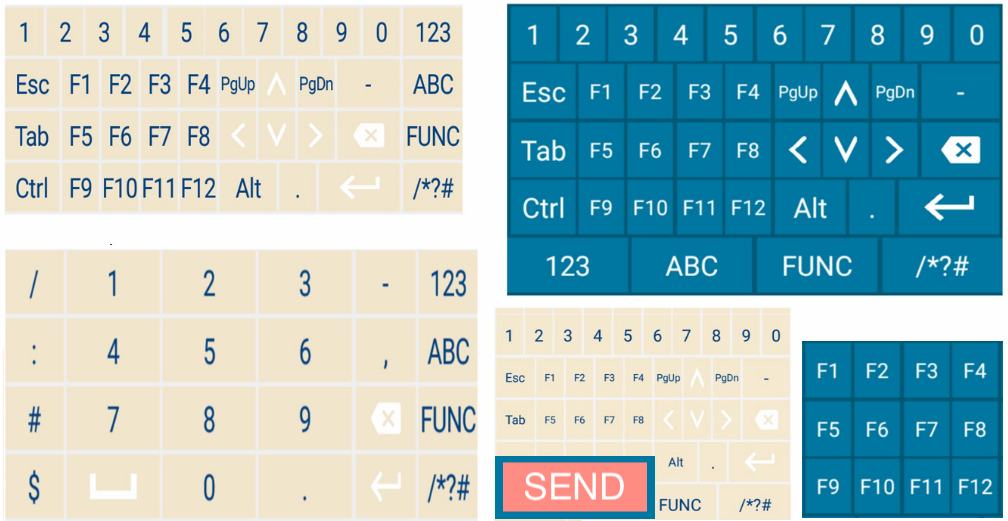 1 2 3 4 5 6 7 8 9 0 123
Esc F1 F2 F3 F4 PgUp PgDn - ABC
Tab F5 F6 F7 F8 FUNC
Ctrl F9 F10 F11 F12 Alt . /*?#
1 2 3 4 5 6 7 8 9 0
Esc F1 F2 F3 F4 PgUp PgDn -
Tab F5 F6 F7 F8
Ctrl F9 F10 F11 F12 Alt .
123 ABC FUNC /*?#
/ 1 2 3 - 123
: 4 5 6 , ABC
# 7 8 9 FUNC
$ 0 . /*?#
1 2 3 4 5 6 7 8 9 0
Esc F1 F2 F3 F4 PgUp PgDn -
Tab F5 F6 F7 F8
Alt .
SEND
FUNC /*?#
F1 F2 F3 F4
F5 F6 F7 F8
F9 F10 F11 F12